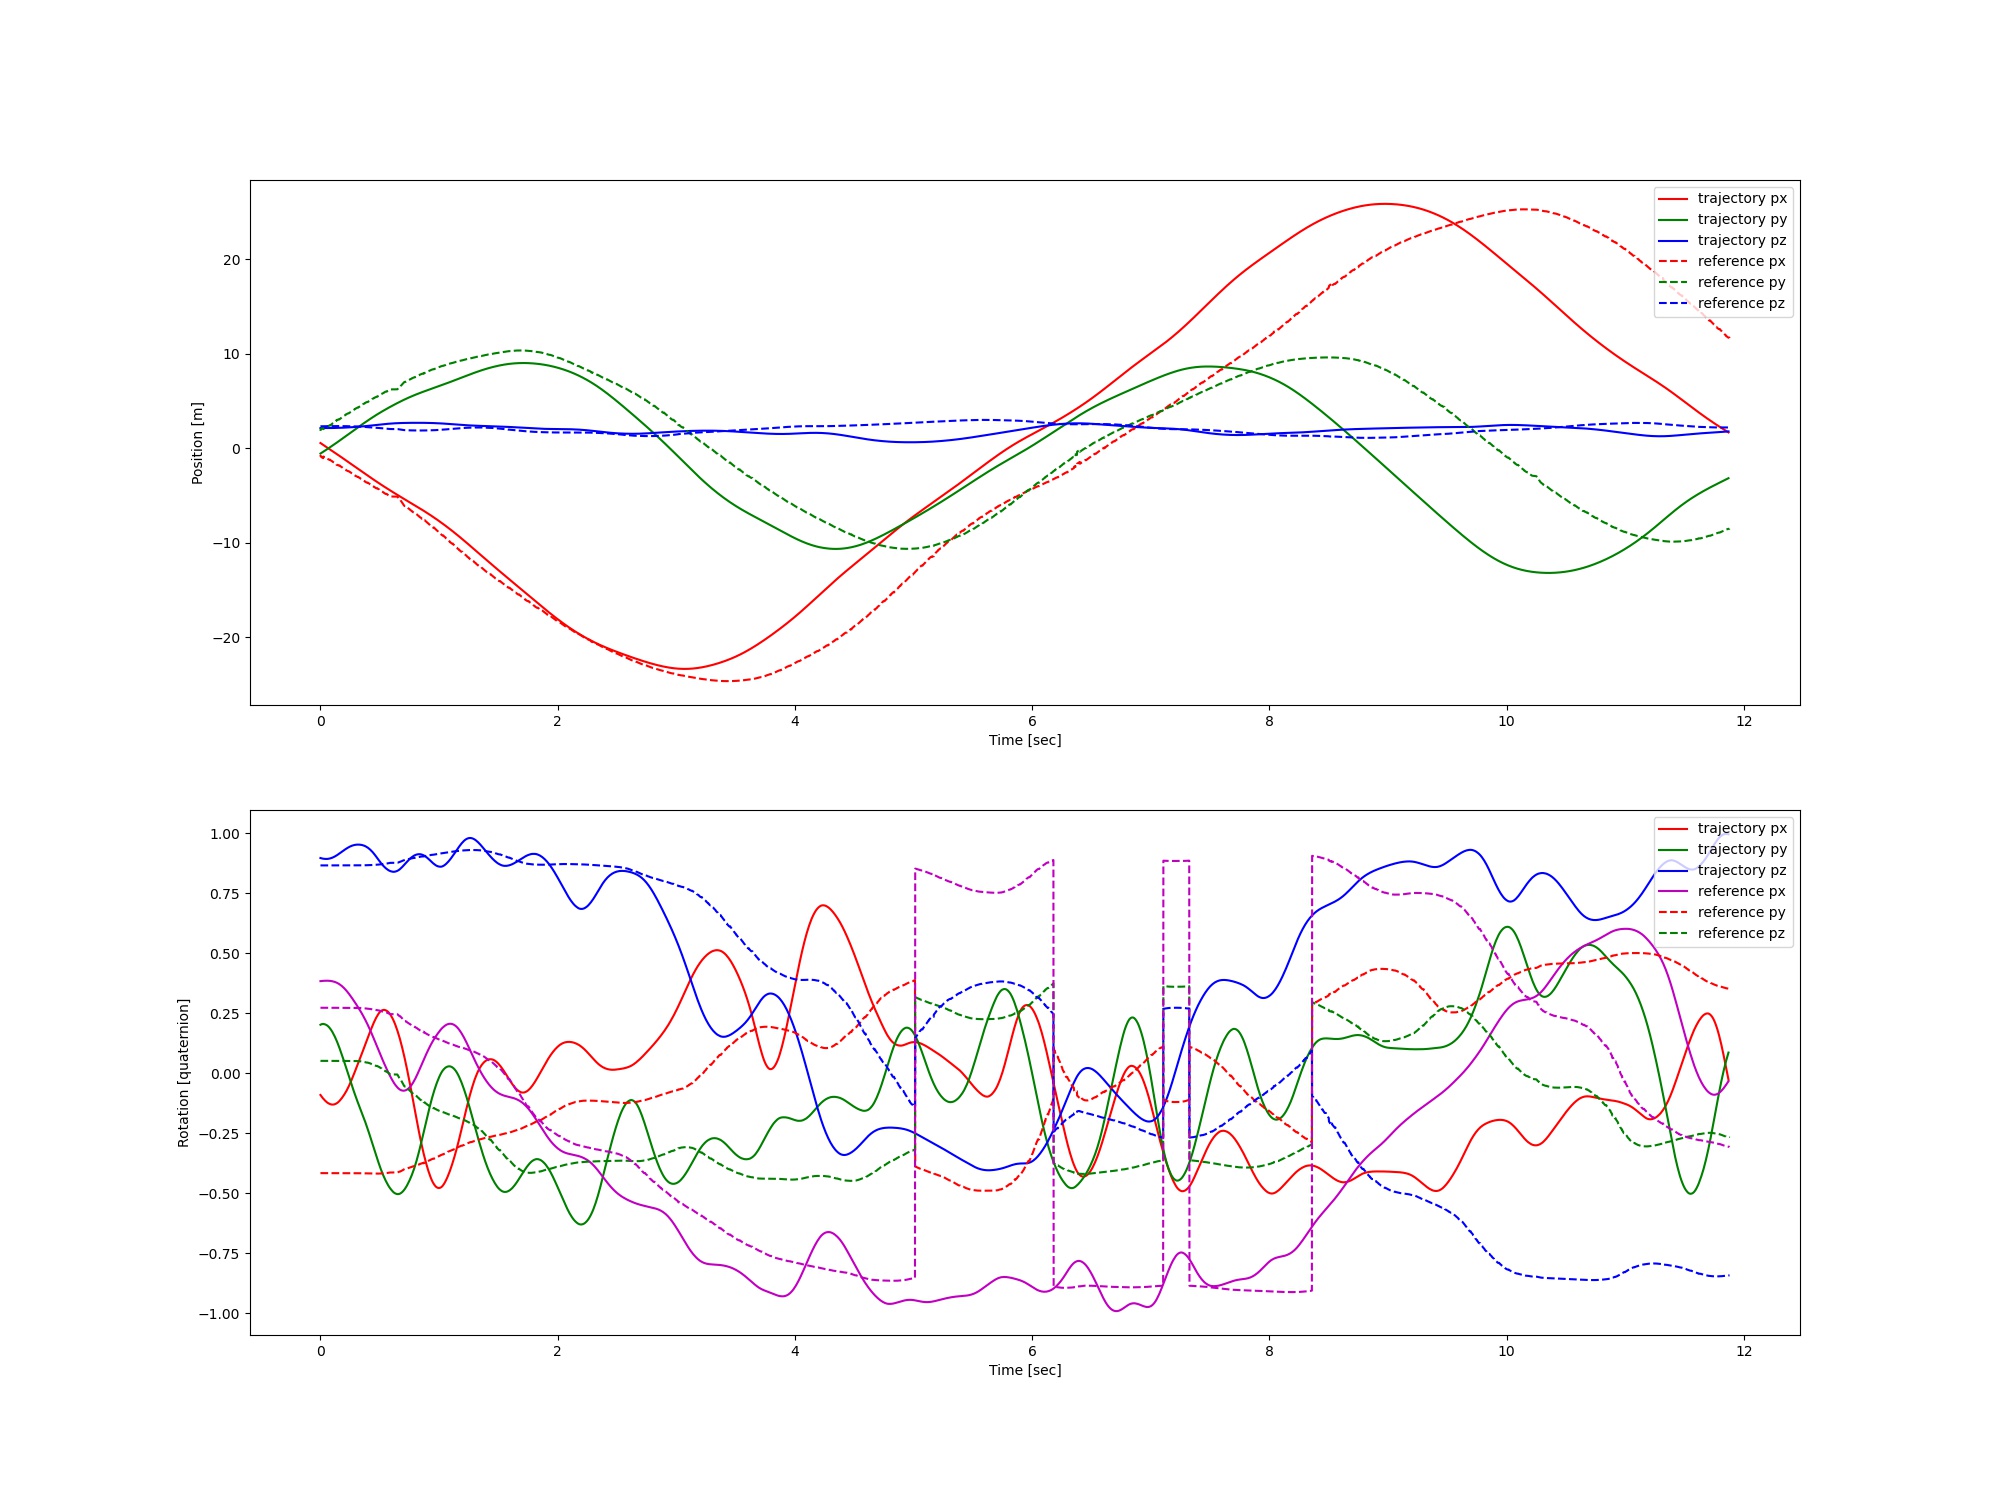 20
10
0
−10
−20
Position [m]
trajectory px
trajectory py
trajectory pz
reference px
reference py
reference pz
0 2 4 6 8 10 12
Time [sec]
1.00
0.75
0.50
0.25
0.00
−0.25
−0.50
−0.75
−1.00
Rotation [quaternion]
trajectory px
trajectory py
trajectory pz
reference px
reference py
reference pz
0 2 4 6 8 10 12
Time [sec]